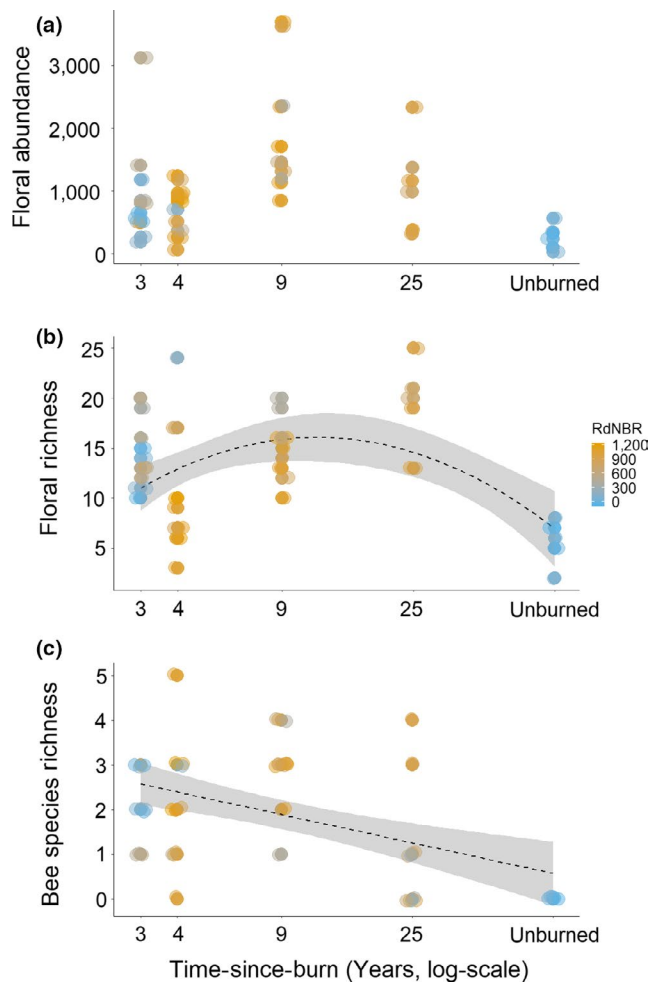 (a)
Floral abundance
3,000
2,000
1,000
0
3 4 9 25 Unburned
(b)
Floral richness
25
20
15
10
5
3 4 9 25 Unburned
RdNBR
1,200
900
600
300
0
(c)
Bee species richness
5
4
3
2
1
0
3 4 9 25 Unburned
Time-since-burn (Years, log-scale)